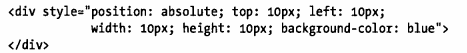 <div style="position: absolute; top: 10px; left: 10px;
width: 10px; height: 10px; background-color: blue">
</div>